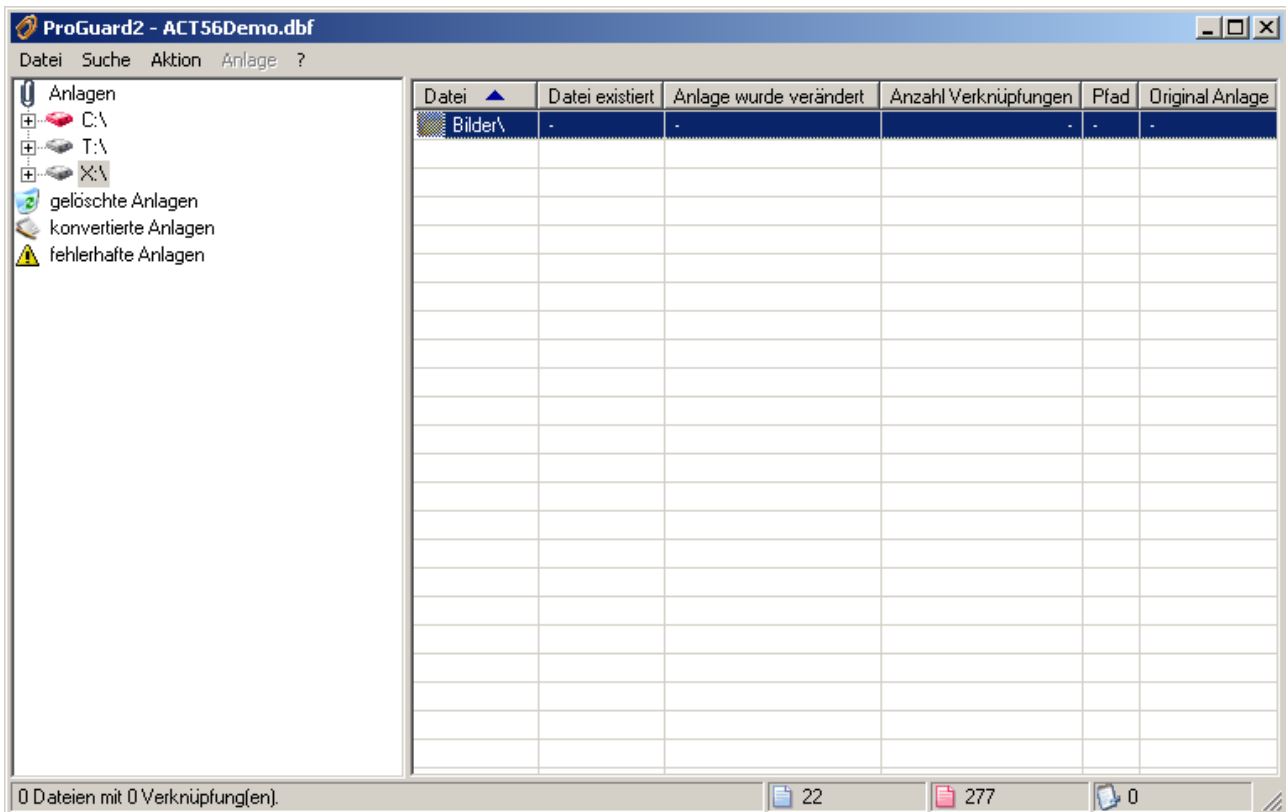 ProGuard2 - ACT56Demo.dbf
Datei Suche Aktion Anlage ?
Anlagen
C:\
T:\
X:\
gelöschte Anlagen
konvertierte Anlagen
fehlerhafte Anlagen
Datei Datei existiert Anlage wurde verändert Anzahl Verknüpfungen Pfad Original Anlage
Bilder\ - - - - -
0 Dateien mit 0 Verknüpfung(en). 22 277 0